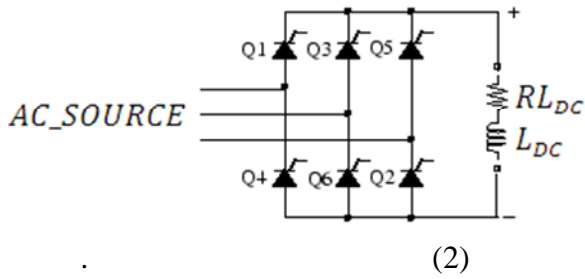 +
Q1 Q3 Q5
RL_DC
AC_SOURCE
L_DC
Q4 Q6 Q2
−
. (2)